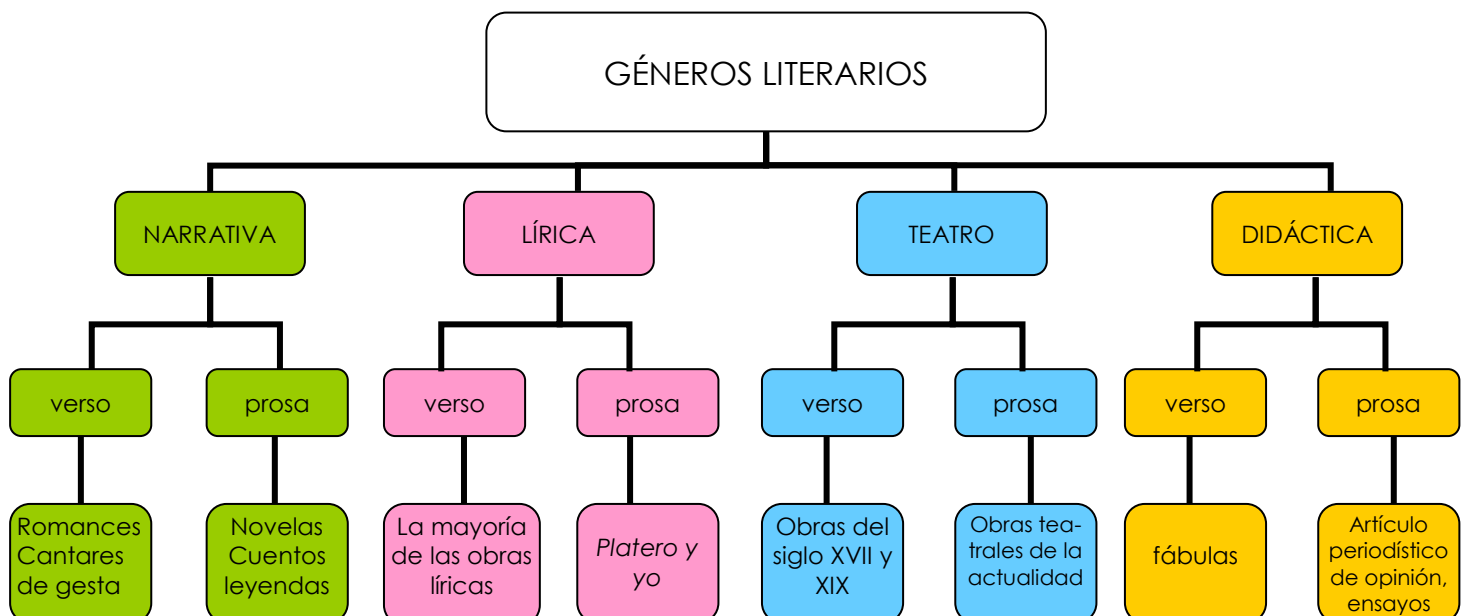 GÉNEROS LITERARIOS
NARRATIVA
LÍRICA
TEATRO
DIDÁCTICA
verso
prosa
verso
prosa
verso
prosa
verso
prosa
Romances
Cantares
de gesta
Novelas
Cuentos
leyendas
La mayoría
de las obras
líricas
Platero y
yo
Obras del
siglo XVII y
XIX
Obras tea-
trales de la
actualidad
fábulas
Artículo
periodístico
de opinión,
ensayos